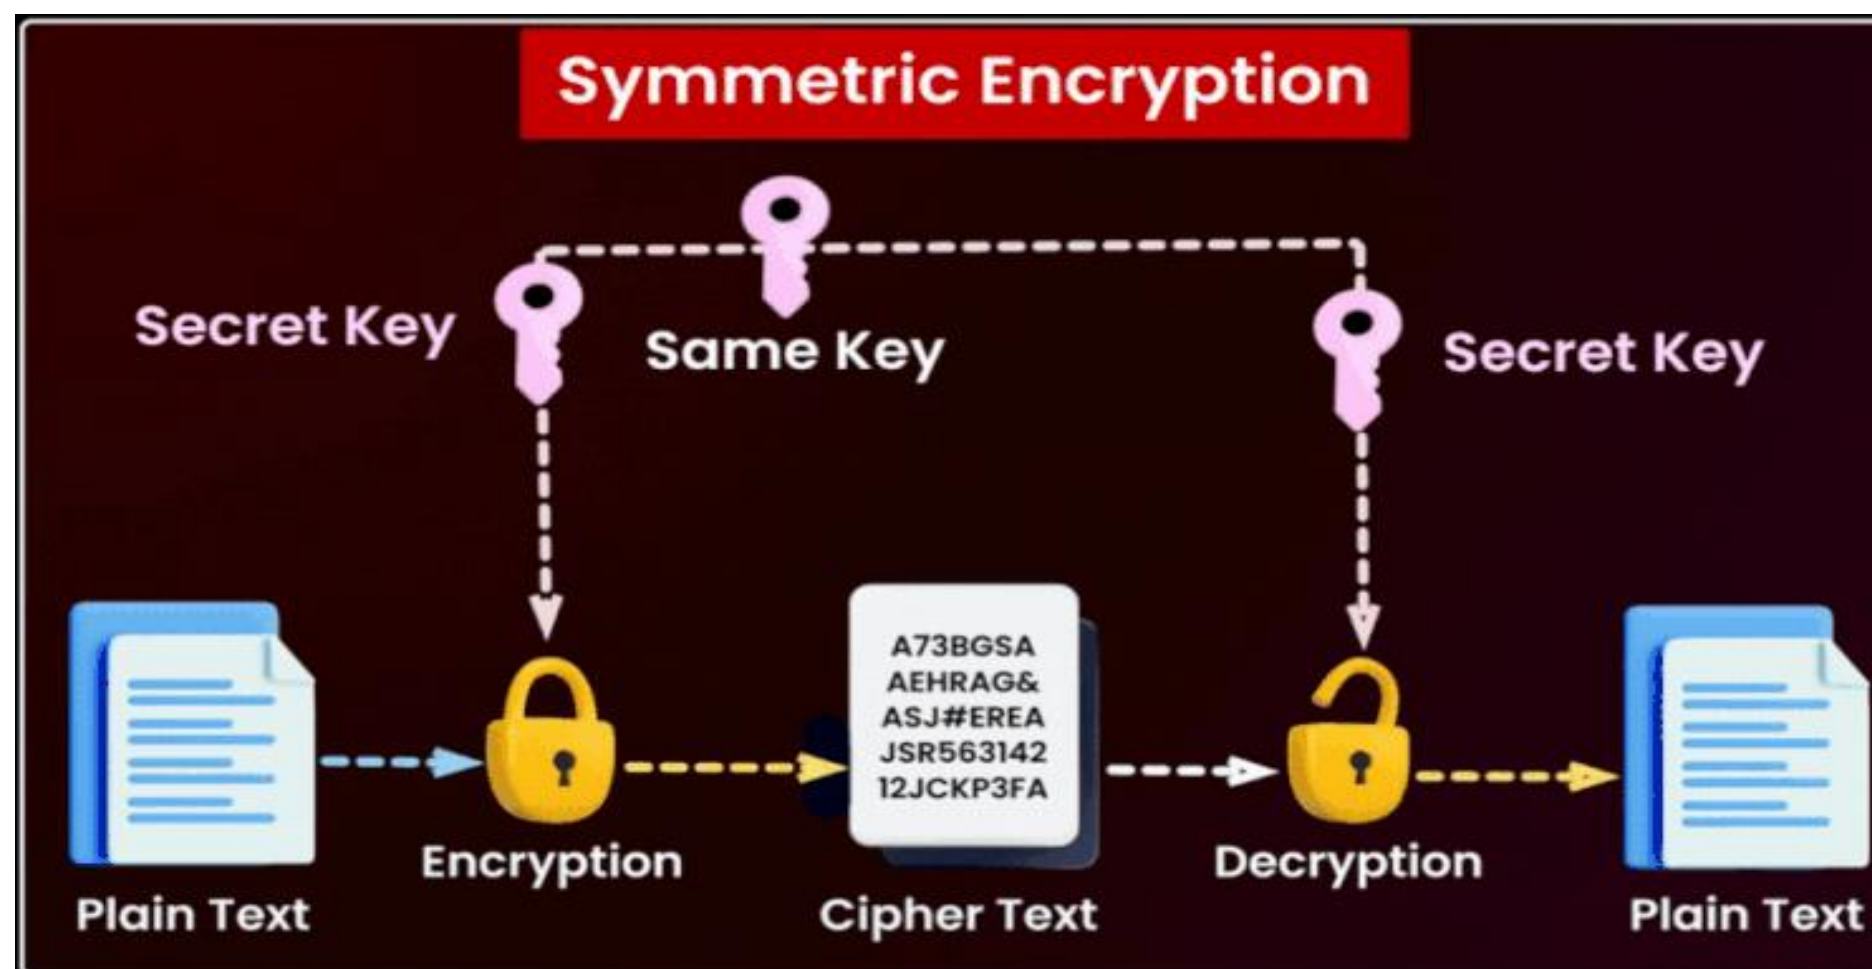 Symmetric Encryption
Secret Key
Same Key
Secret Key
A73BGSA
AEHRAG&
ASJ#EREA
JSR563142
12JCKP3FA
Encryption
Decryption
Plain Text
Cipher Text
Plain Text